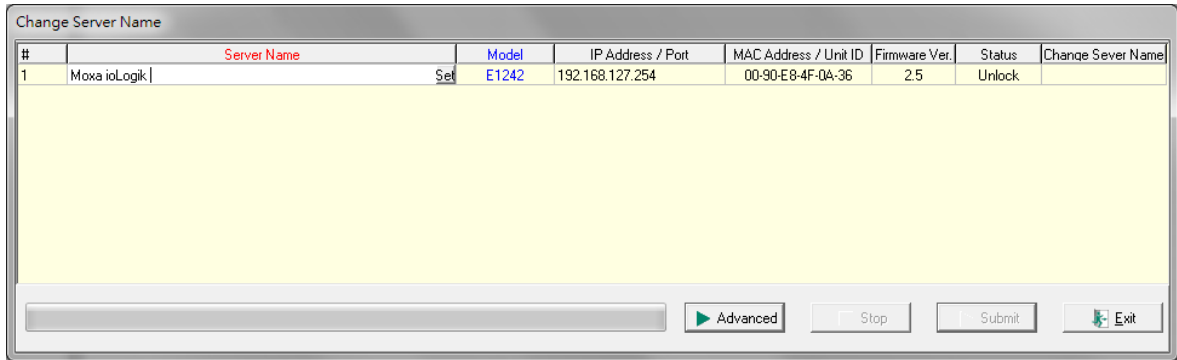 Change Server Name
# Server Name Model IP Address / Port MAC Address / Unit ID Firmware Ver. Status Change Sever Name
1 Moxa ioLogik Set E1242 192.168.127.254 00-90-E8-4F-0A-36 2.5 Unlock
Advanced Stop Submit Exit